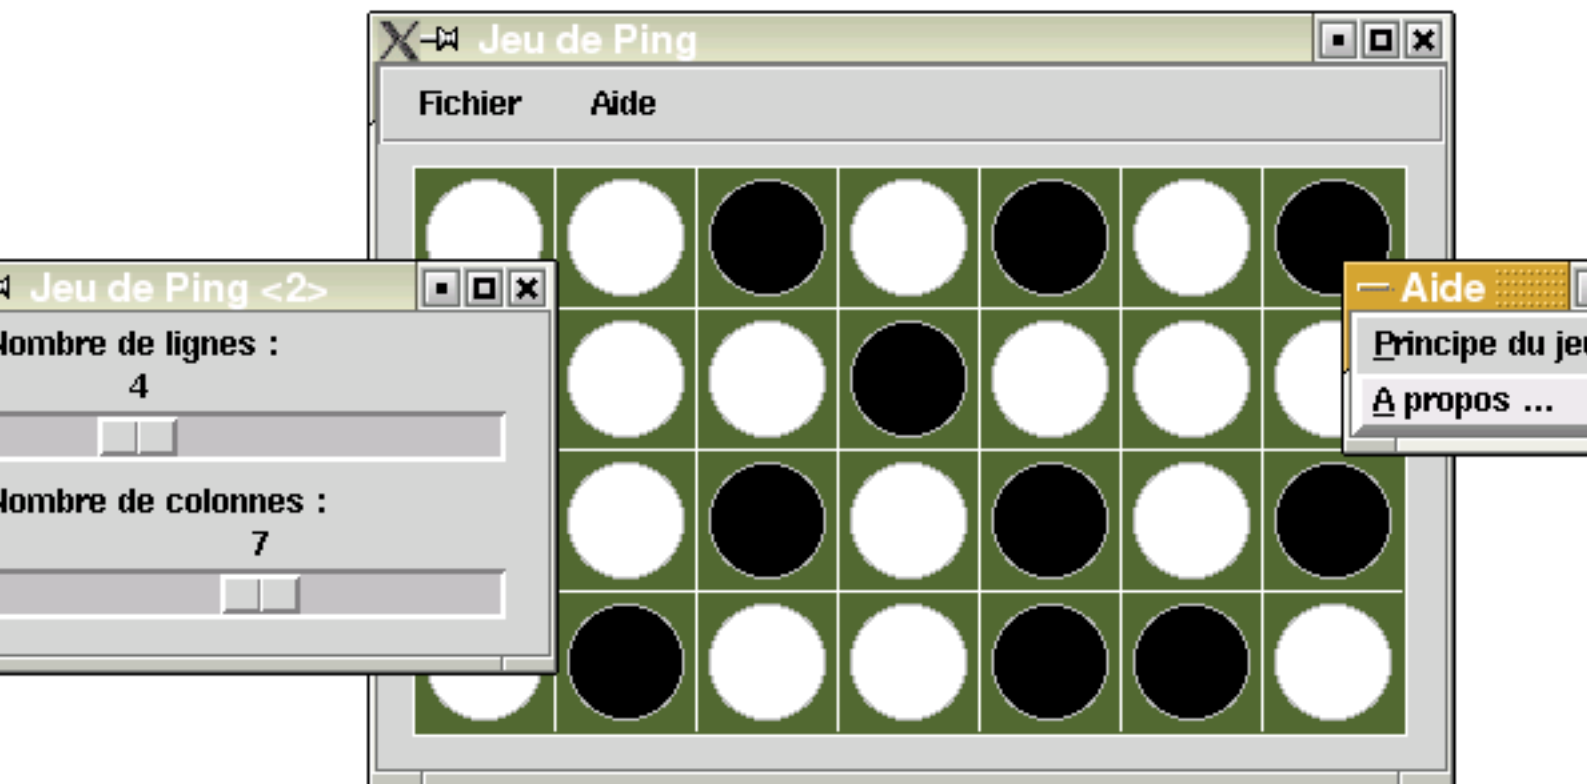 Jeu de Ping
Fichier Aide
Jeu de Ping <2>
Nombre de lignes :
4
Nombre de colonnes :
7
Aide
Principe du jeu
A propos ...